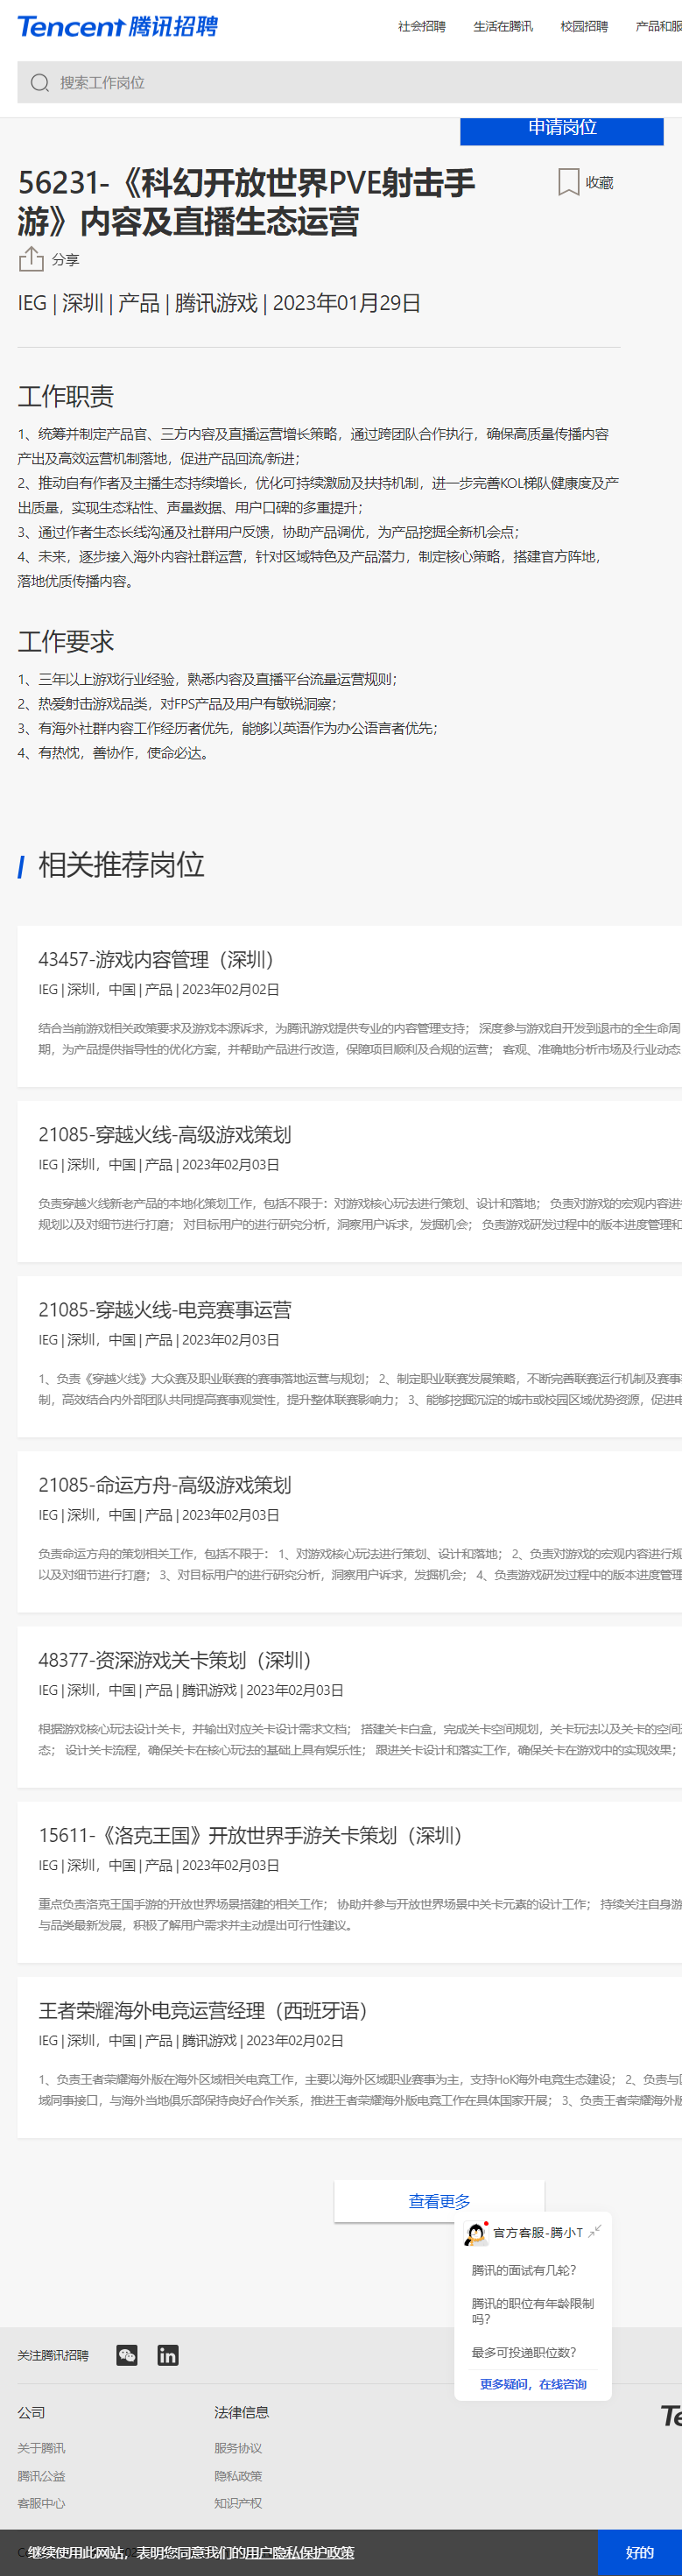 Tencent 腾讯招聘
社会招聘 生活在腾讯 校园招聘 产品和服
搜索工作岗位
申请岗位
56231-《科幻开放世界PVE射击手
游》内容及直播生态运营
收藏
分享
IEG | 深圳 | 产品 | 腾讯游戏 | 2023年01月29日
工作职责
1、统筹并制定产品官、三方内容及直播运营增长策略，通过跨团队合作执行，确保高质量传播内容
产出及高效运营机制落地，促进产品回流/新进；
2、推动自有作者及主播生态持续增长，优化可持续激励及扶持机制，进一步完善KOL梯队健康度及产
出质量，实现生态粘性、声量数据、用户口碑的多重提升；
3、通过作者生态长线沟通及社群用户反馈，协助产品调优，为产品挖掘全新机会点；
4、未来，逐步接入海外内容社群运营，针对区域特色及产品潜力，制定核心策略，搭建官方阵地，
落地优质传播内容。
工作要求
1、三年以上游戏行业经验，熟悉内容及直播平台流量运营规则；
2、热爱射击游戏品类，对FPS产品及用户有敏锐洞察；
3、有海外社群内容工作经历者优先，能够以英语作为办公语言者优先；
4、有热忱，善协作，使命必达。
相关推荐岗位
43457-游戏内容管理（深圳）
IEG | 深圳，中国 | 产品 | 2023年02月02日
结合当前游戏相关政策要求及游戏本源诉求，为腾讯游戏提供专业的内容管理支持； 深度参与游戏自开发到退市的全生命周
期，为产品提供指导性的优化方案，并帮助产品进行改造，保障项目顺利及合规的运营； 客观、准确地分析市场及行业动态
21085-穿越火线-高级游戏策划
IEG | 深圳，中国 | 产品 | 2023年02月03日
负责穿越火线新老产品的本地化策划工作，包括不限于：对游戏核心玩法进行策划、设计和落地； 负责对游戏的宏观内容进
规划以及对细节进行打磨； 对目标用户的进行研究分析，洞察用户诉求，发掘机会； 负责游戏研发过程中的版本进度管理和
21085-穿越火线-电竞赛事运营
IEG | 深圳，中国 | 产品 | 2023年02月03日
1、负责《穿越火线》大众赛及职业联赛的赛事落地运营与规划； 2、制定职业联赛发展策略，不断完善联赛运行机制及赛事
制，高效结合内外部团队共同提高赛事观赏性，提升整体联赛影响力； 3、能够挖掘沉淀的城市或校园区域优势资源，促进电
21085-命运方舟-高级游戏策划
IEG | 深圳，中国 | 产品 | 2023年02月03日
负责命运方舟的策划相关工作，包括不限于： 1、对游戏核心玩法进行策划、设计和落地； 2、负责对游戏的宏观内容进行规
以及对细节进行打磨； 3、对目标用户的进行研究分析，洞察用户诉求，发掘机会； 4、负责游戏研发过程中的版本进度管理
48377-资深游戏关卡策划（深圳）
IEG | 深圳，中国 | 产品 | 腾讯游戏 | 2023年02月03日
根据游戏核心玩法设计关卡，并输出对应关卡设计需求文档； 搭建关卡白盒，完成关卡空间规划，关卡玩法以及关卡的空间
态； 设计关卡流程，确保关卡在核心玩法的基础上具有娱乐性； 跟进关卡设计和落实工作，确保关卡在游戏中的实现效果；
15611-《洛克王国》开放世界手游关卡策划（深圳）
IEG | 深圳，中国 | 产品 | 2023年02月03日
重点负责洛克王国手游的开放世界场景搭建的相关工作； 协助并参与开放世界场景中关卡元素的设计工作； 持续关注自身游
与品类最新发展，积极了解用户需求并主动提出可行性建议。
王者荣耀海外电竞运营经理（西班牙语）
IEG | 深圳，中国 | 产品 | 腾讯游戏 | 2023年02月02日
1、负责王者荣耀海外版在海外区域相关电竞工作，主要以海外区域职业赛事为主，支持HoK海外电竞生态建设； 2、负责与
域同事接口，与海外当地俱乐部保持良好合作关系，推进王者荣耀海外版电竞工作在具体国家开展； 3、负责王者荣耀海外版
查看更多
官方客服-腾小T
腾讯的面试有几轮？
腾讯的职位有年龄限制
吗？
最多可投递职位数？
更多疑问，在线咨询
关注腾讯招聘
公司 法律信息
关于腾讯 服务协议
腾讯公益 隐私政策
客服中心 知识产权
继续使用此网站，表明您同意我们的用户隐私保护政策
好的